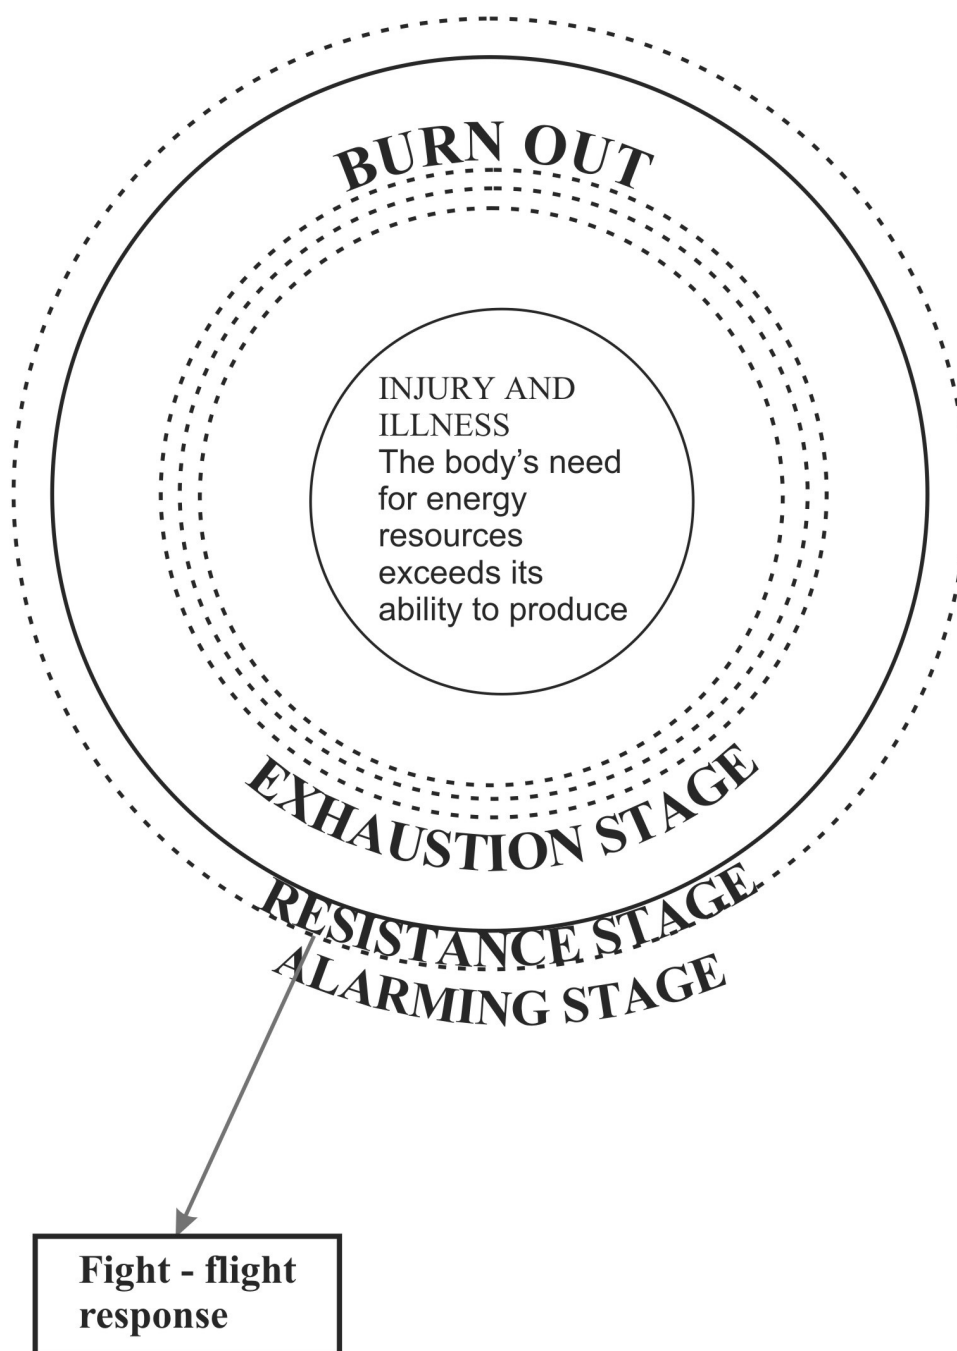 BURN OUT
INJURY AND
ILLNESS
The body’s need
for energy
resources
exceeds its
ability to produce
EXHAUSTION STAGE
RESISTANCE STAGE
ALARMING STAGE
Fight - flight
response